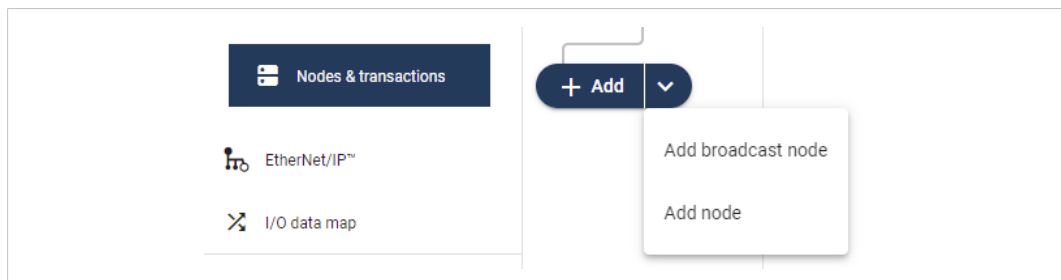 Nodes & transactions
+ Add
EtherNet/IP™
Add broadcast node
I/O data map
Add node